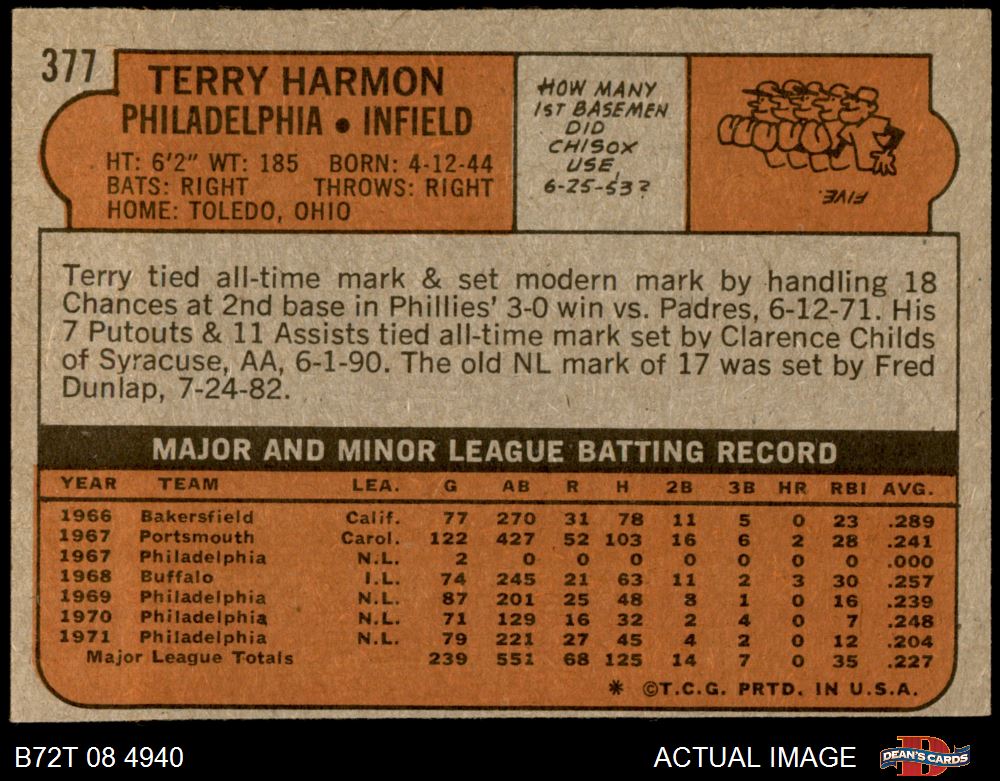 377
TERRY HARMON
PHILADELPHIA • INFIELD
HT: 6'2" WT: 185 BORN: 4-12-44
BATS: RIGHT THROWS: RIGHT
HOME: TOLEDO, OHIO
HOW MANY
1ST BASEMEN
DID
CHISOX
USE,
6-25-53?
FIVE.
Terry tied all-time mark & set modern mark by handling 18
Chances at 2nd base in Phillies' 3-0 win vs. Padres, 6-12-71. His
7 Putouts & 11 Assists tied all-time mark set by Clarence Childs
of Syracuse, AA, 6-1-90. The old NL mark of 17 was set by Fred
Dunlap, 7-24-82.
MAJOR AND MINOR LEAGUE BATTING RECORD
YEAR TEAM LEA. G AB R H 2B 3B HR RBI AVG.
1966 Bakersfield Calif. 77 270 31 78 11 5 0 23 .289
1967 Portsmouth Carol. 122 427 52 103 16 6 2 28 .241
1967 Philadelphia N.L. 2 0 0 0 0 0 0 0 .000
1968 Buffalo I.L. 74 245 21 63 11 2 3 30 .257
1969 Philadelphia N.L. 87 201 25 48 8 1 0 16 .239
1970 Philadelphia N.L. 71 129 16 32 2 4 0 7 .248
1971 Philadelphia N.L. 79 221 27 45 4 2 0 12 .204
Major League Totals 239 551 68 125 14 7 0 35 .227
* ©T.C.G. PRTD. IN U.S.A.
B72T 08 4940
ACTUAL IMAGE
DEAN'S CARDS